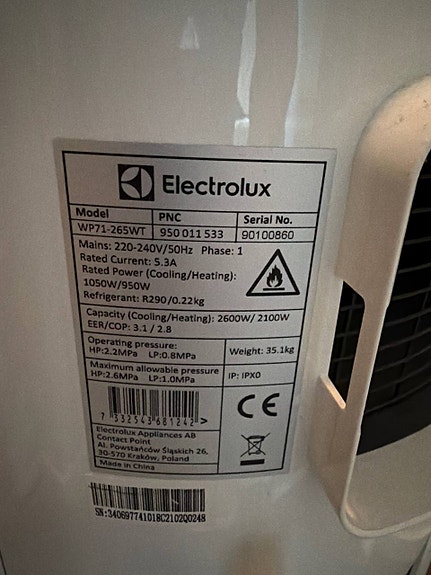 Electrolux
Model PNC Serial No.
WP71-265WT 950 011 533 90100860
Mains: 220-240V/50Hz Phase: 1
Rated Current: 5.3A
Rated Power (Cooling/Heating):
1050W/950W
Refrigerant: R290/0.22kg
Capacity (Cooling/Heating): 2600W/ 2100W
EER/COP: 3.1 / 2.8
Operating pressure:
HP:2.2MPa LP:0.8MPa
Weight: 35.1kg
Maximum allowable pressure
HP:2.6MPa LP:1.0MPa
IP: IPX0
7 332543 681242 >
CE
Electrolux Appliances AB
Contact Point
Al. Powstańców Śląskich 26,
30-570 Kraków, Poland
Made in China
SN:34069774101BC2102Q0248